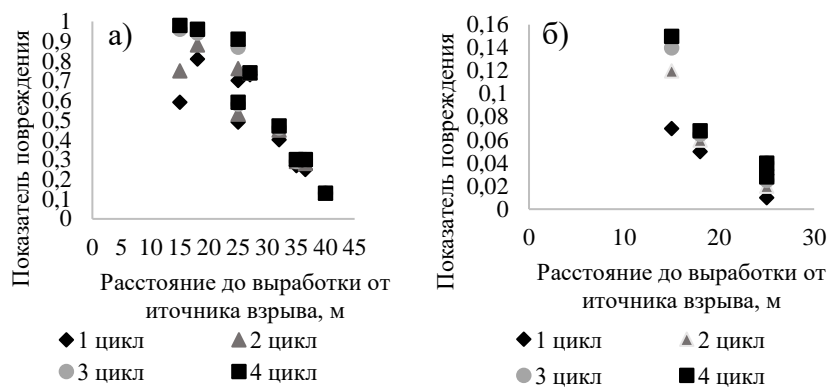 а)
Показатель повреждения
1
0,9
0,8
0,7
0,6
0,5
0,4
0,3
0,2
0,1
0
0 5 10 15 20 25 30 35 40 45
Расстояние до выработки от
иточника взрыва, м
1 цикл 2 цикл
3 цикл 4 цикл
б)
Показатель повреждения
0,16
0,14
0,12
0,1
0,08
0,06
0,04
0,02
0
0 10 20 30
Расстояние до выработки от
иточника взрыва, м
1 цикл 2 цикл
3 цикл 4 цикл